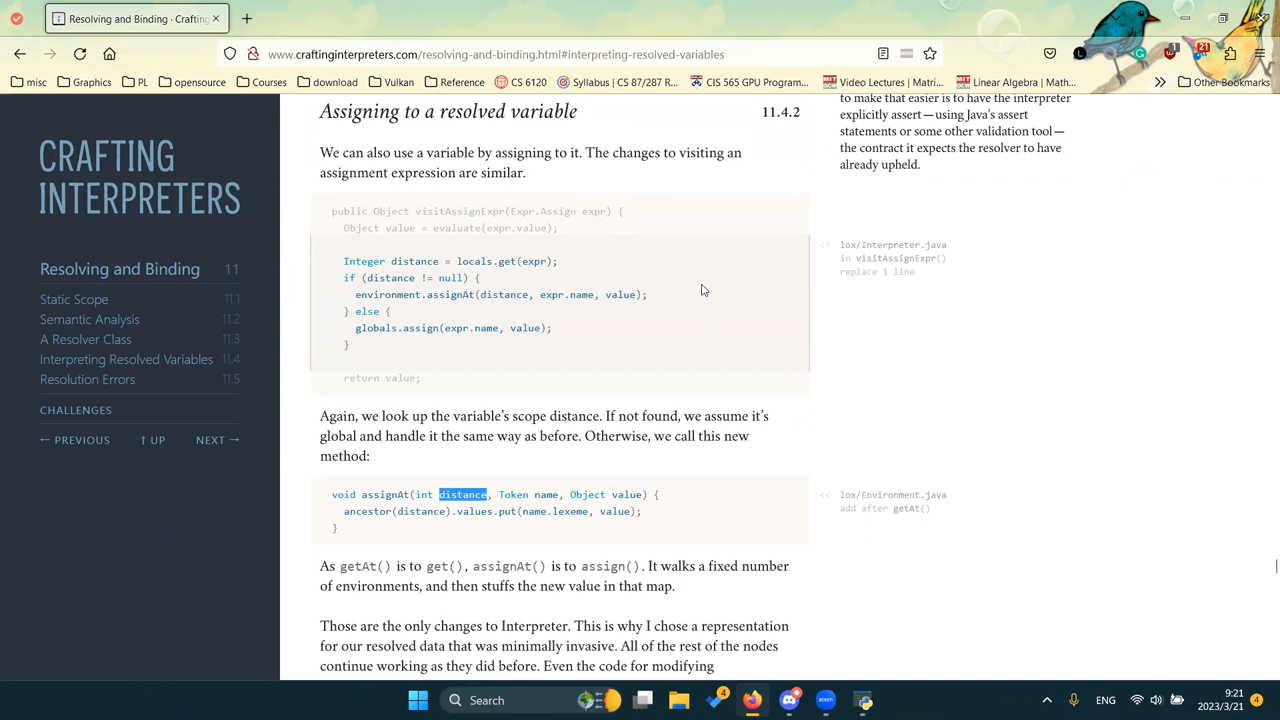 Resolving and Binding - Crafting
www.craftinginterpreters.com/resolving-and-binding.html#interpreting-resolved-variables
1
21
misc
Graphics
PL
opensource
Courses
download
Vulkan
Reference
CS 6120
Syllabus | CS 87/287 R...
CIS 565 GPU Program...
Video Lectures | Matri...
Linear Algebra | Math...
Other Bookmarks
CRAFTING
INTERPRETERS
Resolving and Binding 11
Static Scope 11.1
Semantic Analysis 11.2
A Resolver Class 11.3
Interpreting Resolved Variables 11.4
Resolution Errors 11.5
CHALLENGES
← PREVIOUS ↑ UP NEXT →
Assigning to a resolved variable 11.4.2
We can also use a variable by assigning to it. The changes to visiting an
assignment expression are similar.
public Object visitAssignExpr(Expr.Assign expr) {
Object value = evaluate(expr.value);
Integer distance = locals.get(expr);
if (distance != null) {
environment.assignAt(distance, expr.name, value);
} else {
globals.assign(expr.name, value);
}
return value;
Again, we look up the variable's scope distance. If not found, we assume it's
global and handle it the same way as before. Otherwise, we call this new
method:
void assignAt(int distance, Token name, Object value) {
ancestor(distance).values.put(name.lexeme, value);
}
As getAt() is to get(), assignAt() is to assign(). It walks a fixed number
of environments, and then stuffs the new value in that map.
Those are the only changes to Interpreter. This is why I chose a representation
for our resolved data that was minimally invasive. All of the rest of the nodes
continue working as they did before. Even the code for modifying
to make that easier is to have the interpreter
explicitly assert—using Java's assert
statements or some other validation tool—
the contract it expects the resolver to have
already upheld.
<< lox/Interpreter.java
in visitAssignExpr()
replace 1 line
<< lox/Environment.java
add after getAt()
Search
4
ENG
9:21
2023/3/21